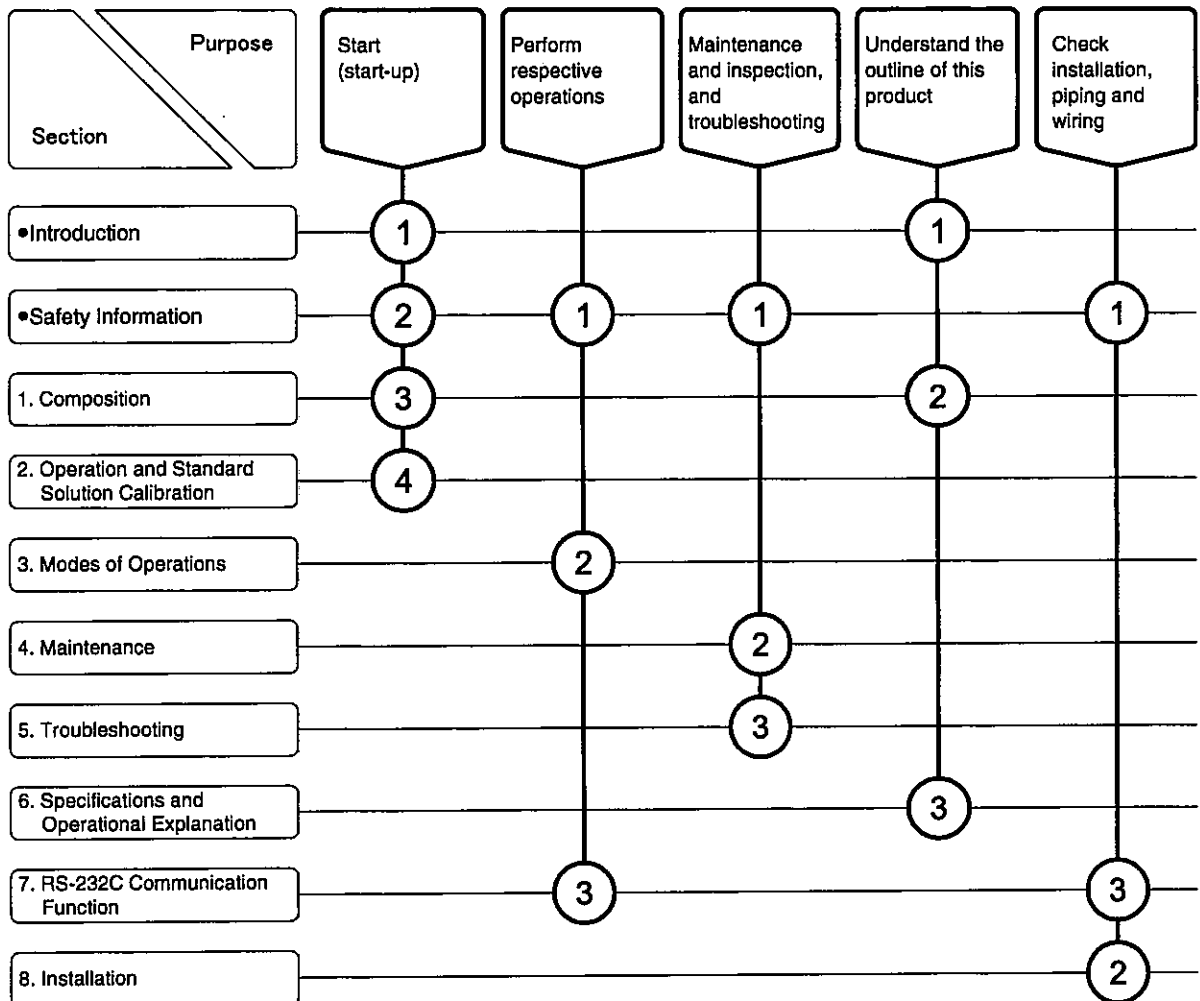 Purpose
Section
Start
(start-up)
Perform
respective
operations
Maintenance
and inspection,
and
troubleshooting
Understand the
outline of this
product
Check
installation,
piping and
wiring
•Introduction
1
1
•Safety Information
2
1
1
1
1. Composition
3
2
2. Operation and Standard
Solution Calibration
4
3. Modes of Operations
2
4. Maintenance
2
5. Troubleshooting
3
6. Specifications and
Operational Explanation
3
7. RS-232C Communication
Function
3
3
8. Installation
2